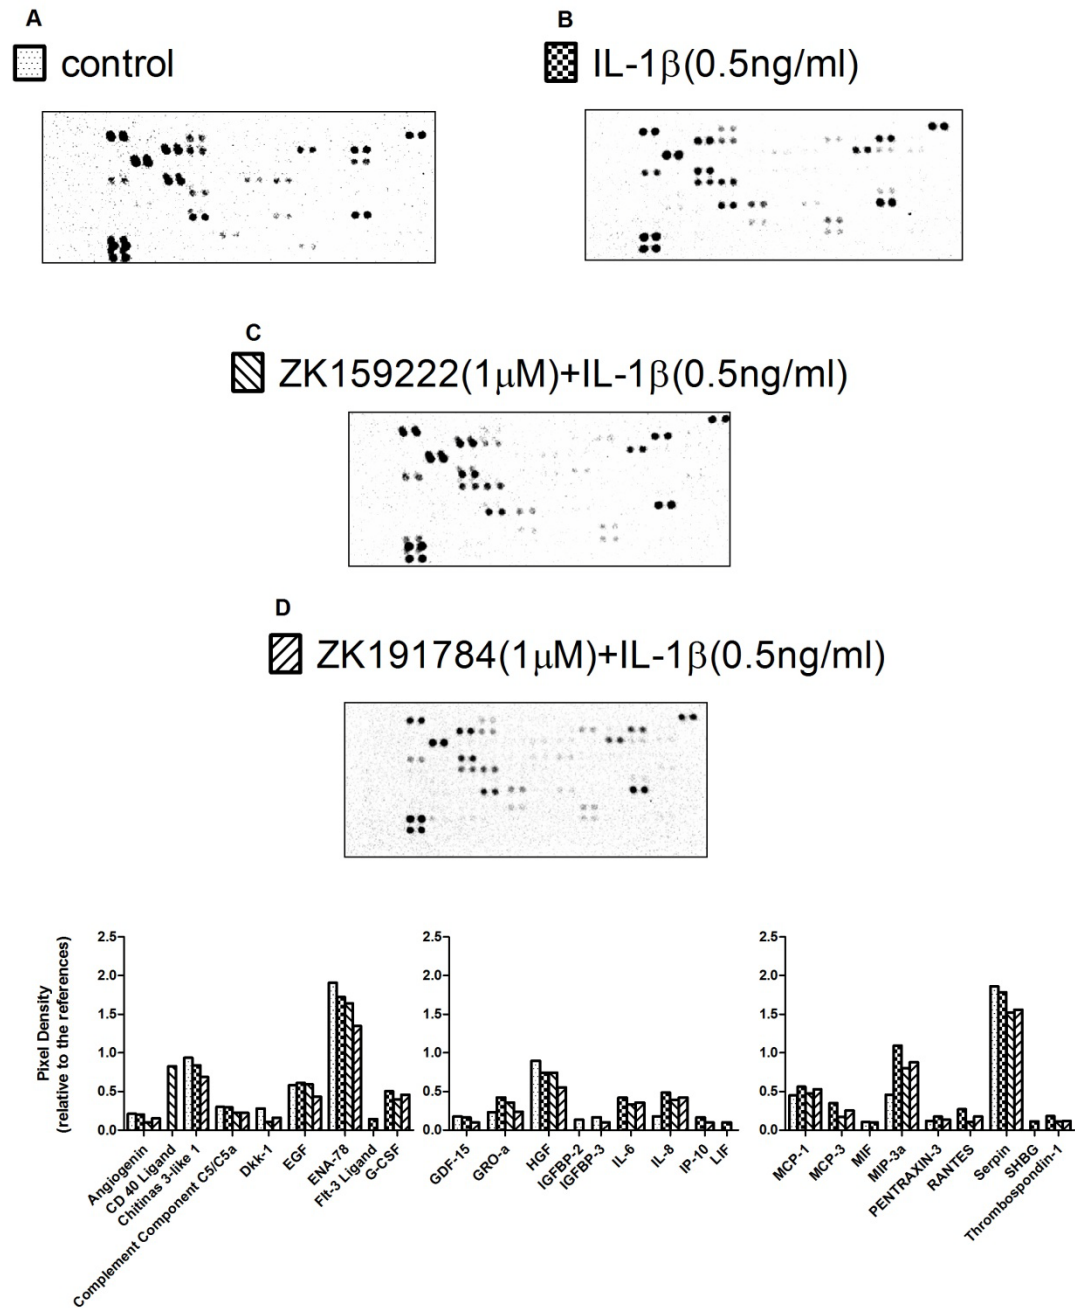 A
control
B
IL-1β(0.5ng/ml)
C
ZK159222(1μM)+IL-1β(0.5ng/ml)
D
ZK191784(1μM)+IL-1β(0.5ng/ml)
Pixel Density
(relative to the references)
2.5
2.0
1.5
1.0
0.5
0.0
Angiogenin
CD 40 Ligand
Chitinas 3-like 1
Complement Component C5/C5a
Dkk-1
EGF
ENA-78
Flt-3 Ligand
G-CSF
2.5
2.0
1.5
1.0
0.5
0.0
GDF-15
GRO-a
HGF
IGFBP-2
IGFBP-3
IL-6
IL-8
IP-10
LIF
2.5
2.0
1.5
1.0
0.5
0.0
MCP-1
MCP-3
MIF
MIP-3a
PENTRAXIN-3
RANTES
Serpin
SHBG
Thrombospondin-1